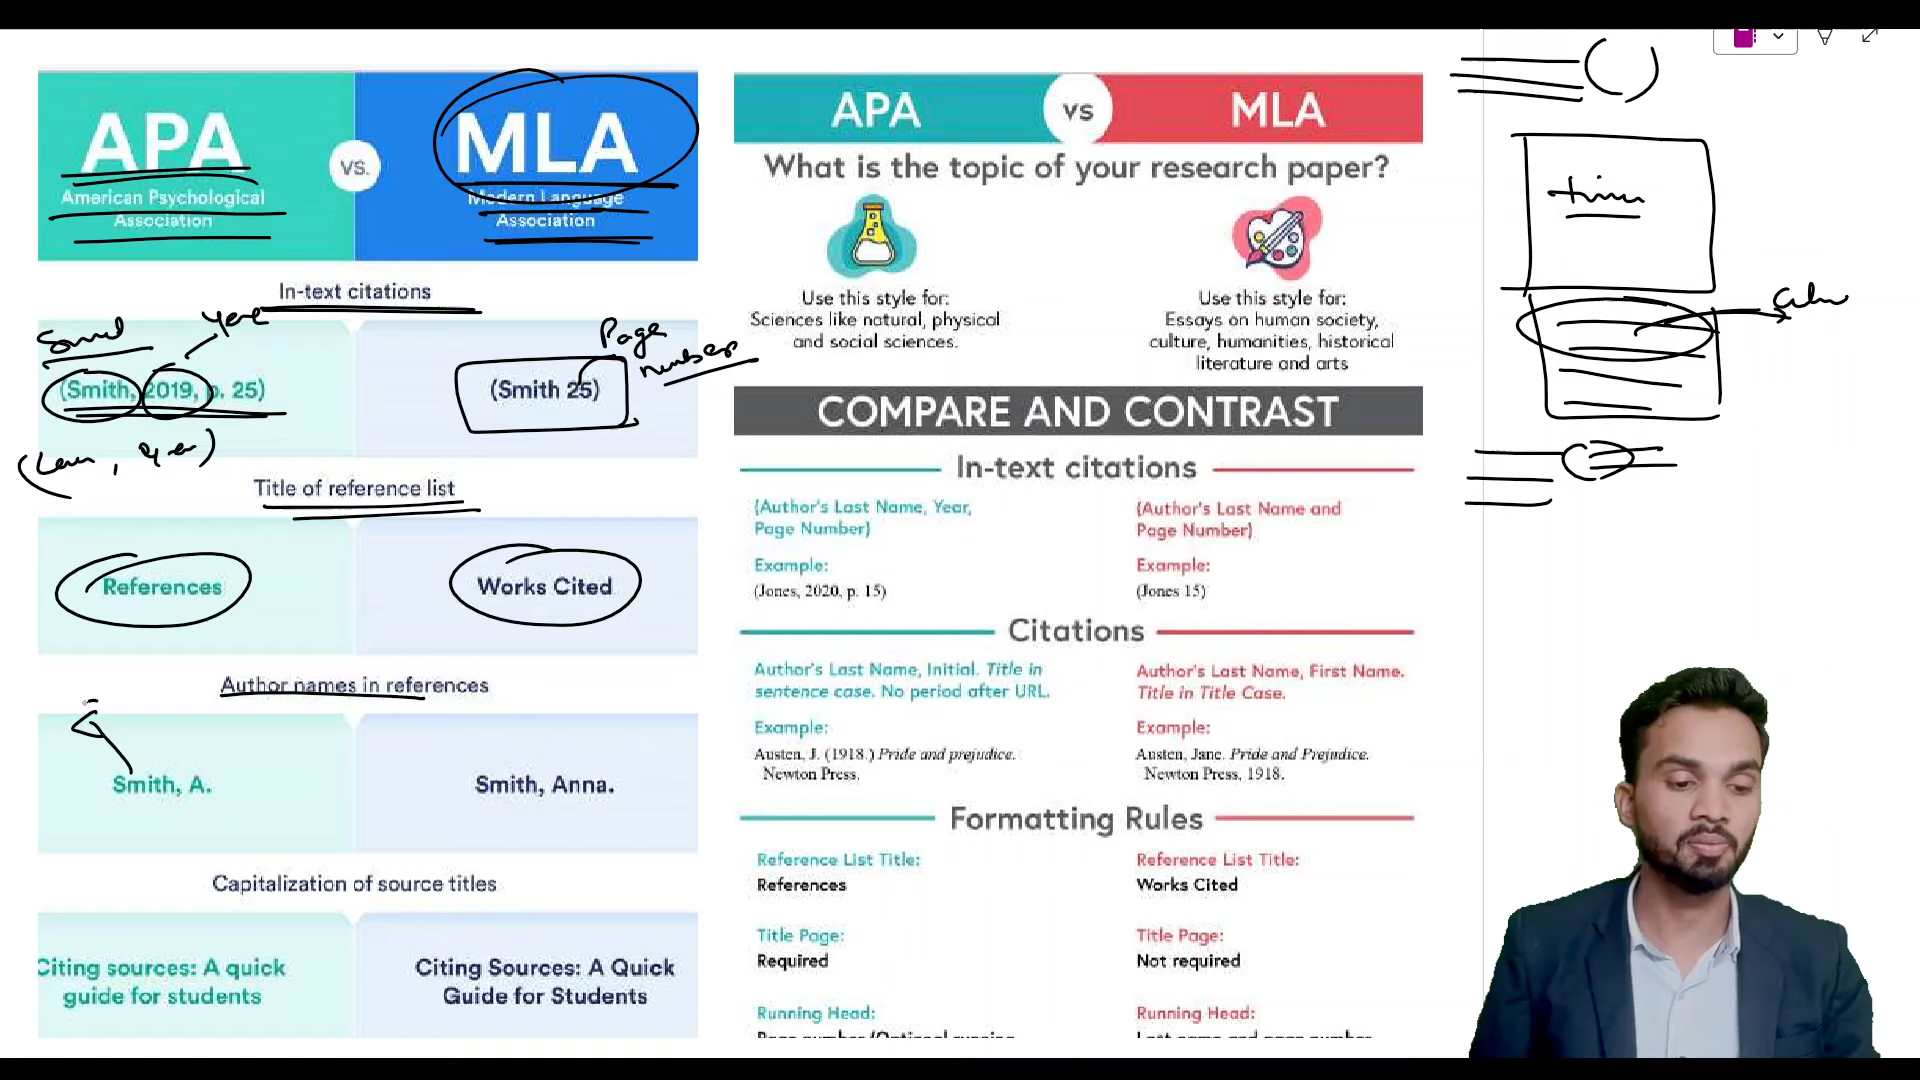 APA
American Psychological
Association
VS.
MLA
Modern Language
Association
In-text citations
year
(Smith, 2019, p. 25)
Page
number
(Smith 25)
Title of reference list
References
Works Cited
Author names in references
Smith, A.
Smith, Anna.
Capitalization of source titles
Citing sources: A quick
guide for students
Citing Sources: A Quick
Guide for Students
APA
vs
MLA
What is the topic of your research paper?
Use this style for:
Sciences like natural, physical
and social sciences.
Use this style for:
Essays on human society,
culture, humanities, historical
literature and arts
COMPARE AND CONTRAST
In-text citations
(Author's Last Name, Year,
Page Number)
Example:
(Jones, 2020, p. 15)
(Author's Last Name and
Page Number)
Example:
(Jones 15)
Citations
Author's Last Name, Initial. Title in
sentence case. No period after URL.
Example:
Austen, J. (1918.) Pride and prejudice.
Newton Press.
Author's Last Name, First Name.
Title in Title Case.
Example:
Austen, Jane. Pride and Prejudice.
Newton Press, 1918.
Formatting Rules
Reference List Title:
References
Reference List Title:
Works Cited
Title Page:
Required
Title Page:
Not required
Running Head:
Running Head: